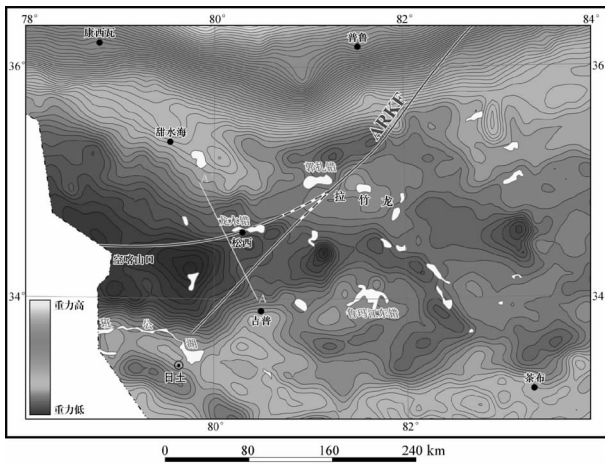 78°
80°
82°
84°
康西瓦
普鲁
36°
36°
ARKF
甜水海
A
郭扎错
拉竹龙
龙木错
松西
空喀山口
34°
34°
A
鲁玛江东错
古普
重力高
班公
湖
日土
重力低
茶布
80°
82°
0 80 160 240 km